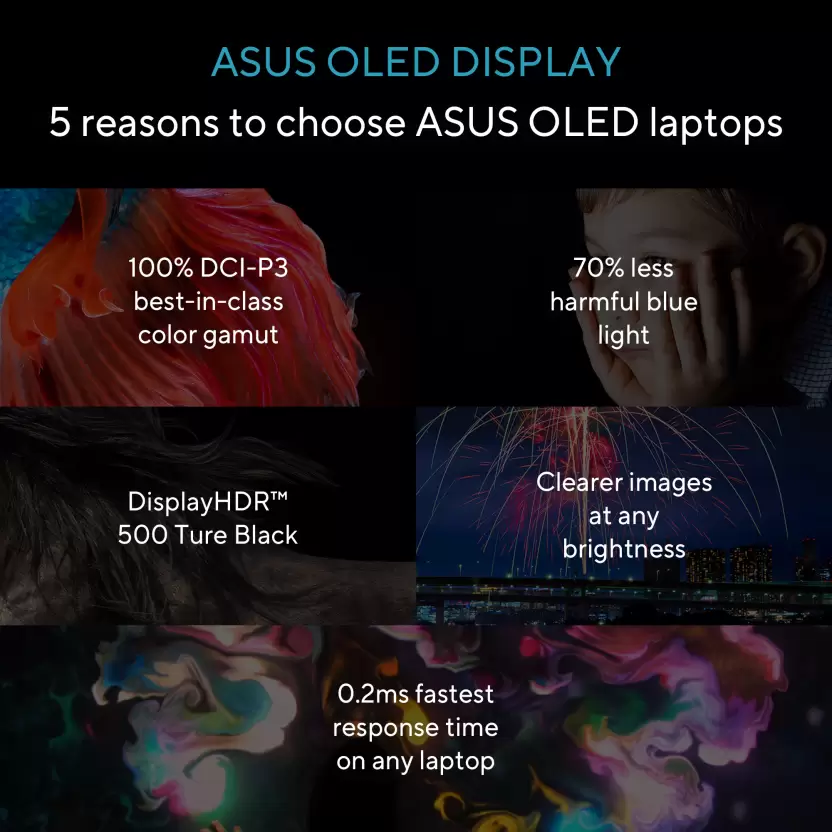 ASUS OLED DISPLAY
5 reasons to choose ASUS OLED laptops
100% DCI-P3
best-in-class
color gamut
70% less
harmful blue
light
DisplayHDR™
500 Ture Black
Clearer images
at any
brightness
0.2ms fastest
response time
on any laptop